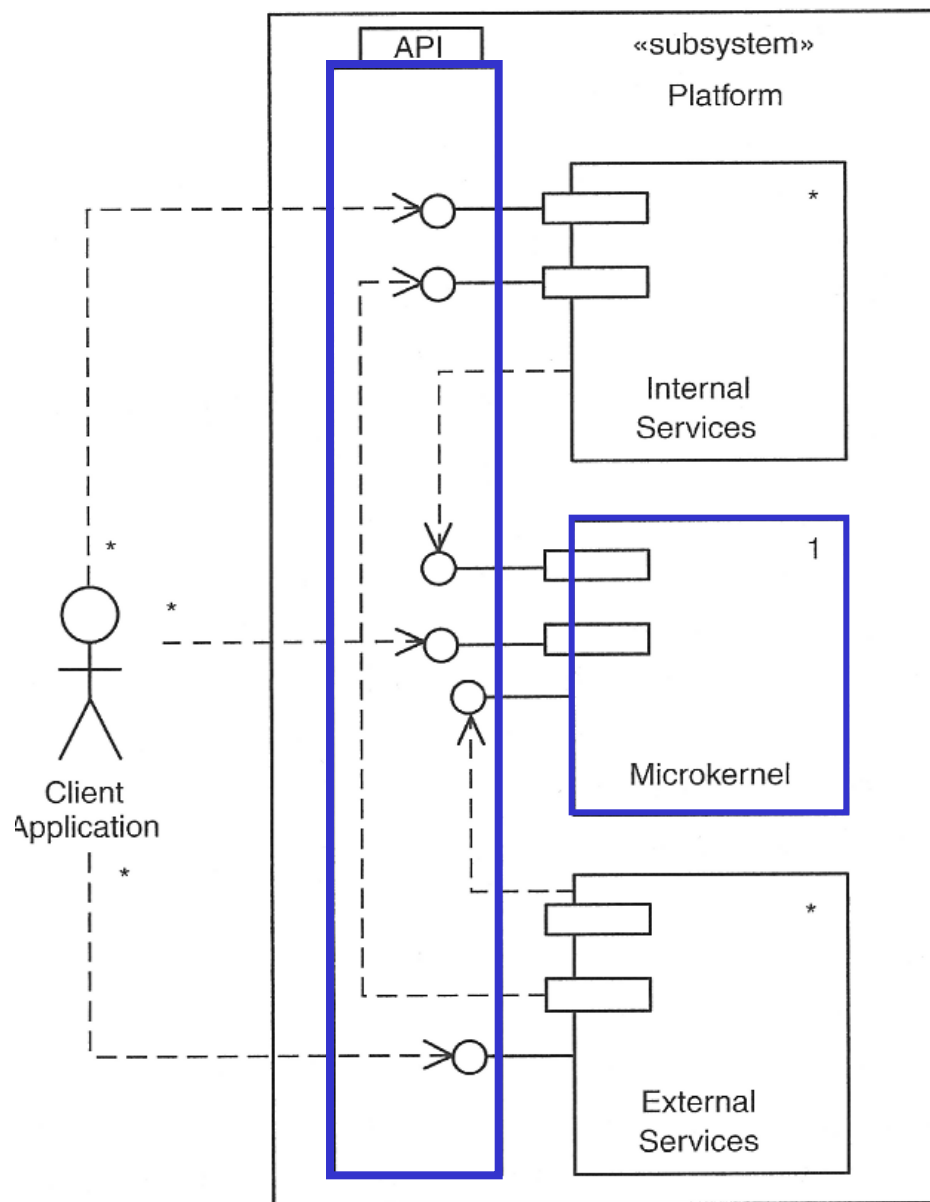 API
«subsystem»
Platform
*
Internal
Services
*
*
1
Microkernel
Client
Application
*
*
External
Services